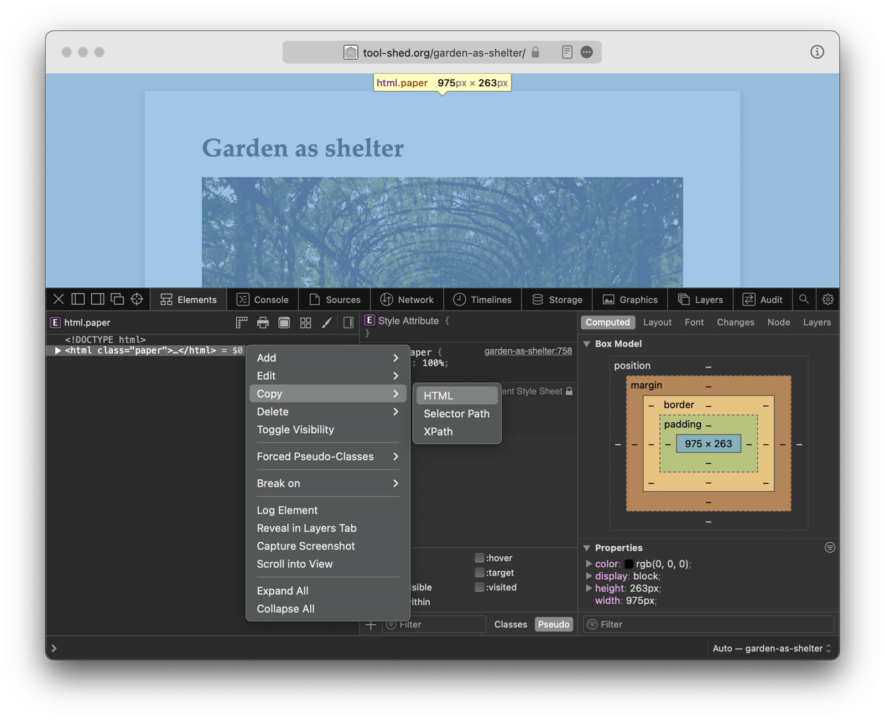 tool-shed.org/garden-as-shelter/
html.paper 975px × 263px
Garden as shelter
Elements Console Sources Network Timelines Storage Graphics Layers Audit
E html.paper
<!DOCTYPE html>
<html class="paper">…</html> = $0
E Style Attribute {
}
aper { garden-as-shelter:758
: 100%;
ent Style Sheet
Add
Edit
Copy
Delete
Toggle Visibility
Forced Pseudo-Classes
Break on
Log Element
Reveal in Layers Tab
Capture Screenshot
Scroll into View
Expand All
Collapse All
HTML
Selector Path
XPath
:hover
:target
sible :visited
ithin
Filter Classes Pseudo
Computed Layout Font Changes Node Layers
Box Model
position –
margin –
border –
padding –
975 × 263
Properties
color: rgb(0, 0, 0);
display: block;
height: 263px;
width: 975px;
Filter
Auto — garden-as-shelter